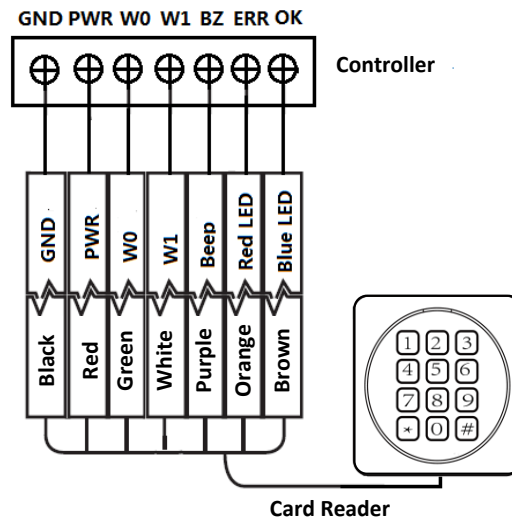 GND PWR W0 W1 BZ ERR OK
Controller
GND PWR W0 W1 Beep Red LED Blue LED
Black Red Green White Purple Orange Brown
1 2 3
4 5 6
7 8 9
* 0 #
Card Reader